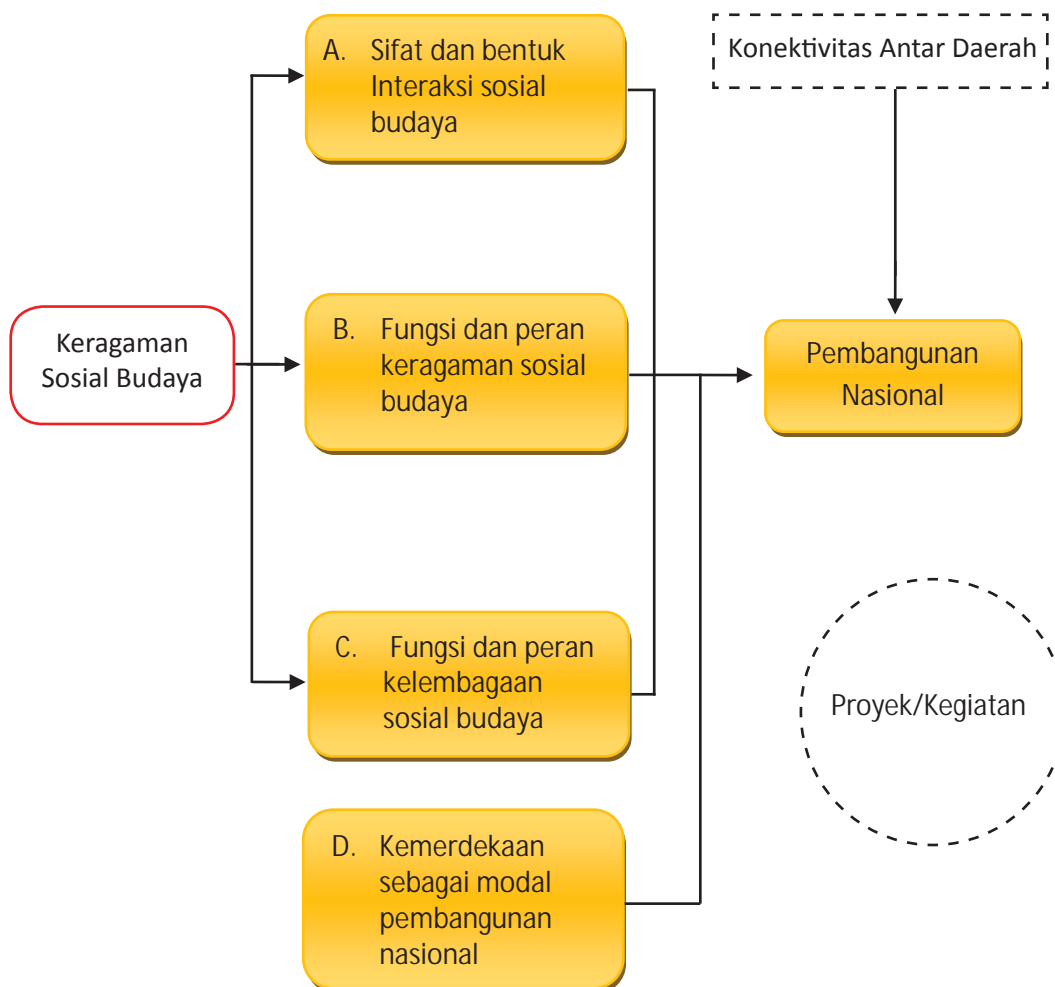 A. Sifat dan bentuk
Interaksi sosial
budaya
Konektivitas Antar Daerah
Keragaman
Sosial Budaya
B. Fungsi dan peran
keragaman sosial
budaya
Pembangunan
Nasional
C. Fungsi dan peran
kelembagaan
sosial budaya
Proyek/Kegiatan
D. Kemerdekaan
sebagai modal
pembangunan
nasional